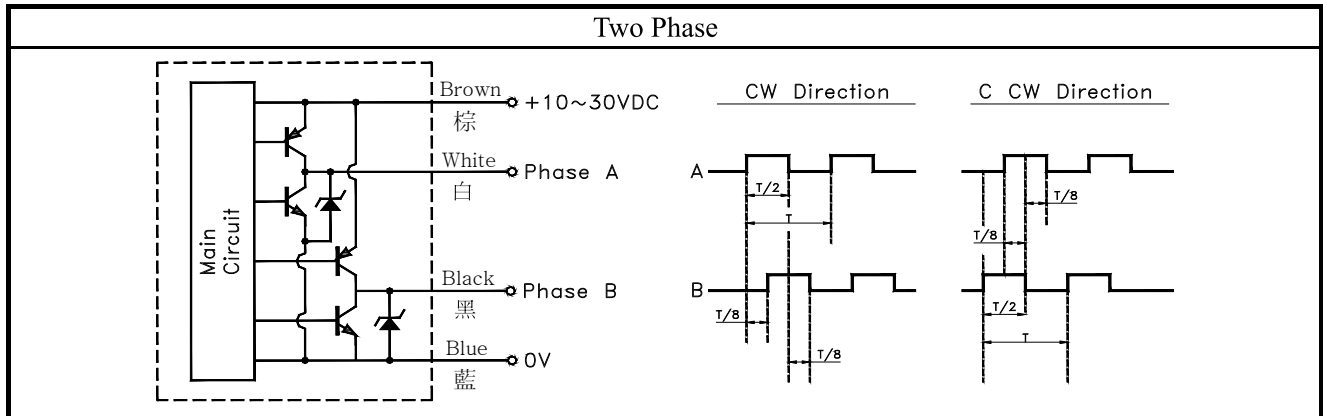 Two Phase
Main
Circuit
Brown
棕
+10~30VDC
White
白
Phase A
Black
黑
Phase B
Blue
藍
0V
CW Direction
A
T/2
T
B
T/8
T/8
C CW Direction
T/8
T/8
T/2
T